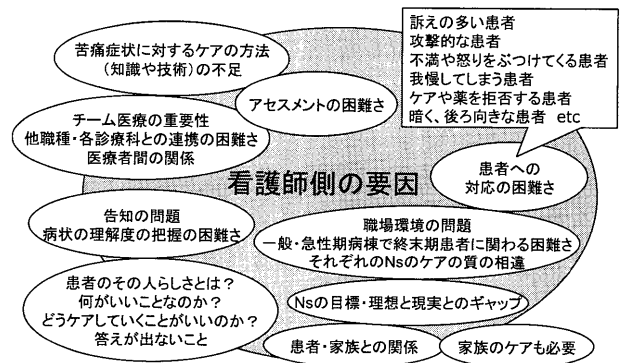 訴えの多い患者
攻撃的な患者
不満や怒りをぶつけてくる患者
我慢してしまう患者
ケアや薬を拒否する患者
暗く、後ろ向きな患者 etc
苦痛症状に対するケアの方法
（知識や技術）の不足
アセスメントの困難さ
チーム医療の重要性
他職種・各診療科との連携の困難さ
医療者間の関係
患者への
対応の困難さ
看護師側の要因
告知の問題
病状の理解度の把握の困難さ
職場環境の問題
一般・急性期病棟で終末期患者に関わる困難さ
それぞれのNsのケアの質の相違
患者のその人らしさとは？
何がいいことなのか？
どうケアしていくことがいいのか？
答えが出ないこと
Nsの目標・理想と現実とのギャップ
患者・家族との関係
家族のケアも必要